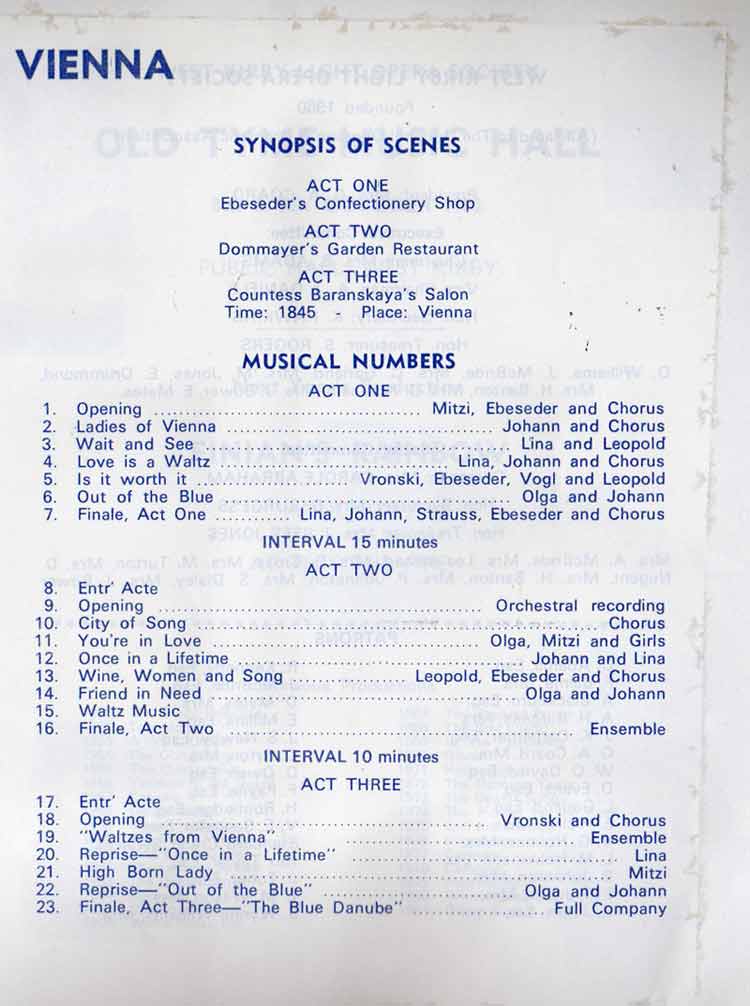 VIENNA
SYNOPSIS OF SCENES
ACT ONE
Ebeseder's Confectionery Shop
ACT TWO
Dommayer's Garden Restaurant
ACT THREE
Countess Baranskaya's Salon
Time: 1845 - Place: Vienna
MUSICAL NUMBERS
ACT ONE
1. Opening ........................................ Mitzi, Ebeseder and Chorus
2. Ladies of Vienna ........................................ Johann and Chorus
3. Wait and See ........................................ Lina and Leopold
4. Love is a Waltz ................................ Lina, Johann and Chorus
5. Is it worth it .................... Vronski, Ebeseder, Vogl and Leopold
6. Out of the Blue ........................................ Olga and Johann
7. Finale, Act One ........... Lina, Johann, Strauss, Ebeseder and Chorus
INTERVAL 15 minutes
ACT TWO
8. Entr' Acte
9. Opening ................................................ Orchestral recording
10. City of Song ................................................ Chorus
11. You're in Love .................................... Olga, Mitzi and Girls
12. Once in a Lifetime ........................................ Johann and Lina
13. Wine, Women and Song .................... Leopold, Ebeseder and Chorus
14. Friend in Need ........................................ Olga and Johann
15. Waltz Music
16. Finale, Act Two ................................................ Ensemble
INTERVAL 10 minutes
ACT THREE
17. Entr' Acte
18. Opening ................................................ Vronski and Chorus
19. "Waltzes from Vienna" ................................ Ensemble
20. Reprise—"Once in a Lifetime" ........................................ Lina
21. High Born Lady ........................................................ Mitzi
22. Reprise—"Out of the Blue" ............................ Olga and Johann
23. Finale, Act Three—"The Blue Danube" .................... Full Company